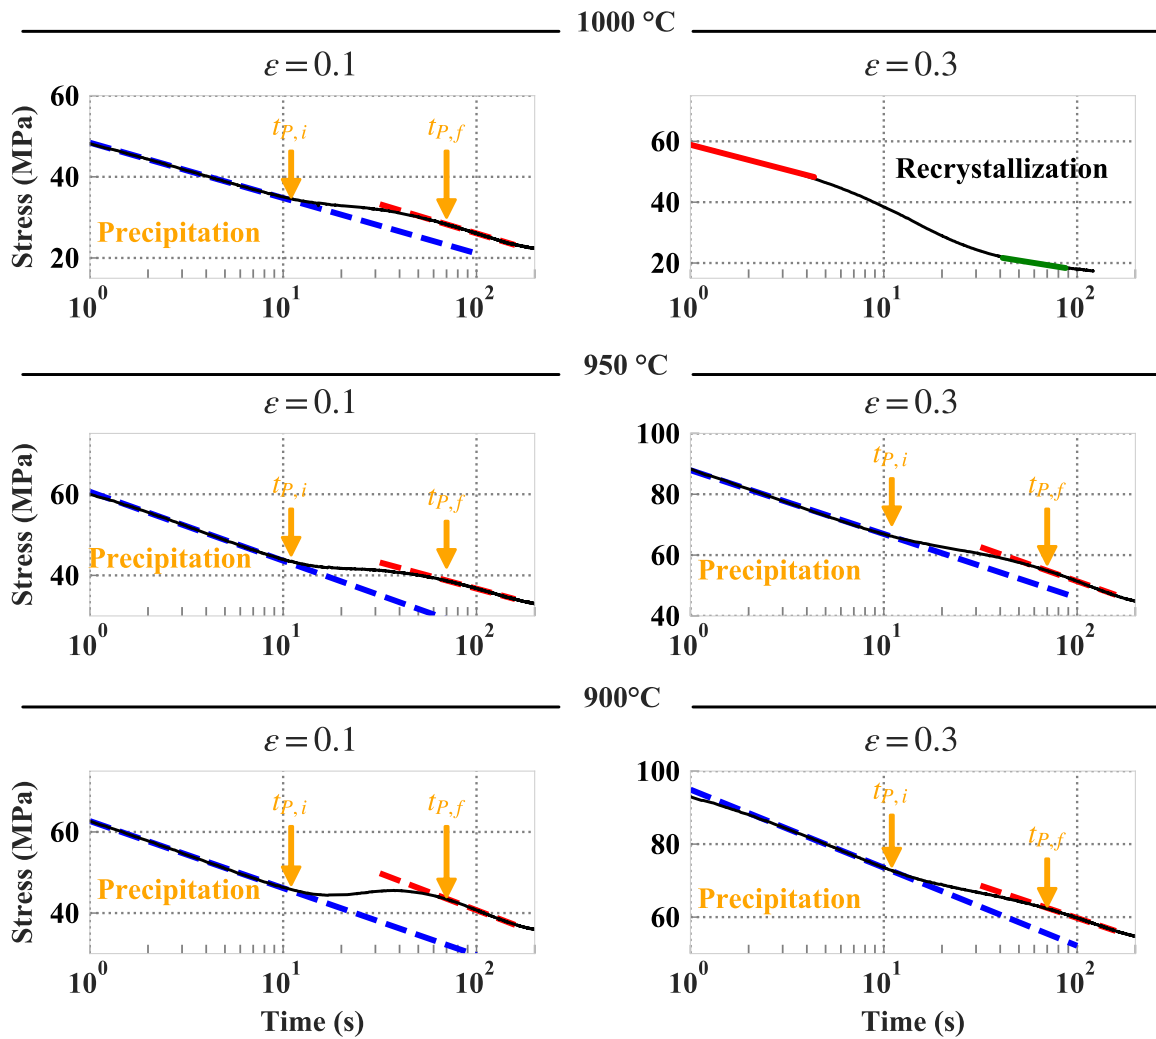 1000 °C
ε = 0.1
ε = 0.3
Stress (MPa)
60
40
20
t_{P,i}
t_{P,f}
Precipitation
10^0
10^1
10^2
60
40
20
Recrystallization
10^0
10^1
10^2
950 °C
ε = 0.1
ε = 0.3
Stress (MPa)
60
40
t_{P,i}
t_{P,f}
Precipitation
10^0
10^1
10^2
100
80
60
40
t_{P,i}
t_{P,f}
Precipitation
10^0
10^1
10^2
900°C
ε = 0.1
ε = 0.3
Stress (MPa)
60
40
t_{P,i}
t_{P,f}
Precipitation
10^0
10^1
10^2
Time (s)
100
80
60
t_{P,i}
t_{P,f}
Precipitation
10^0
10^1
10^2
Time (s)